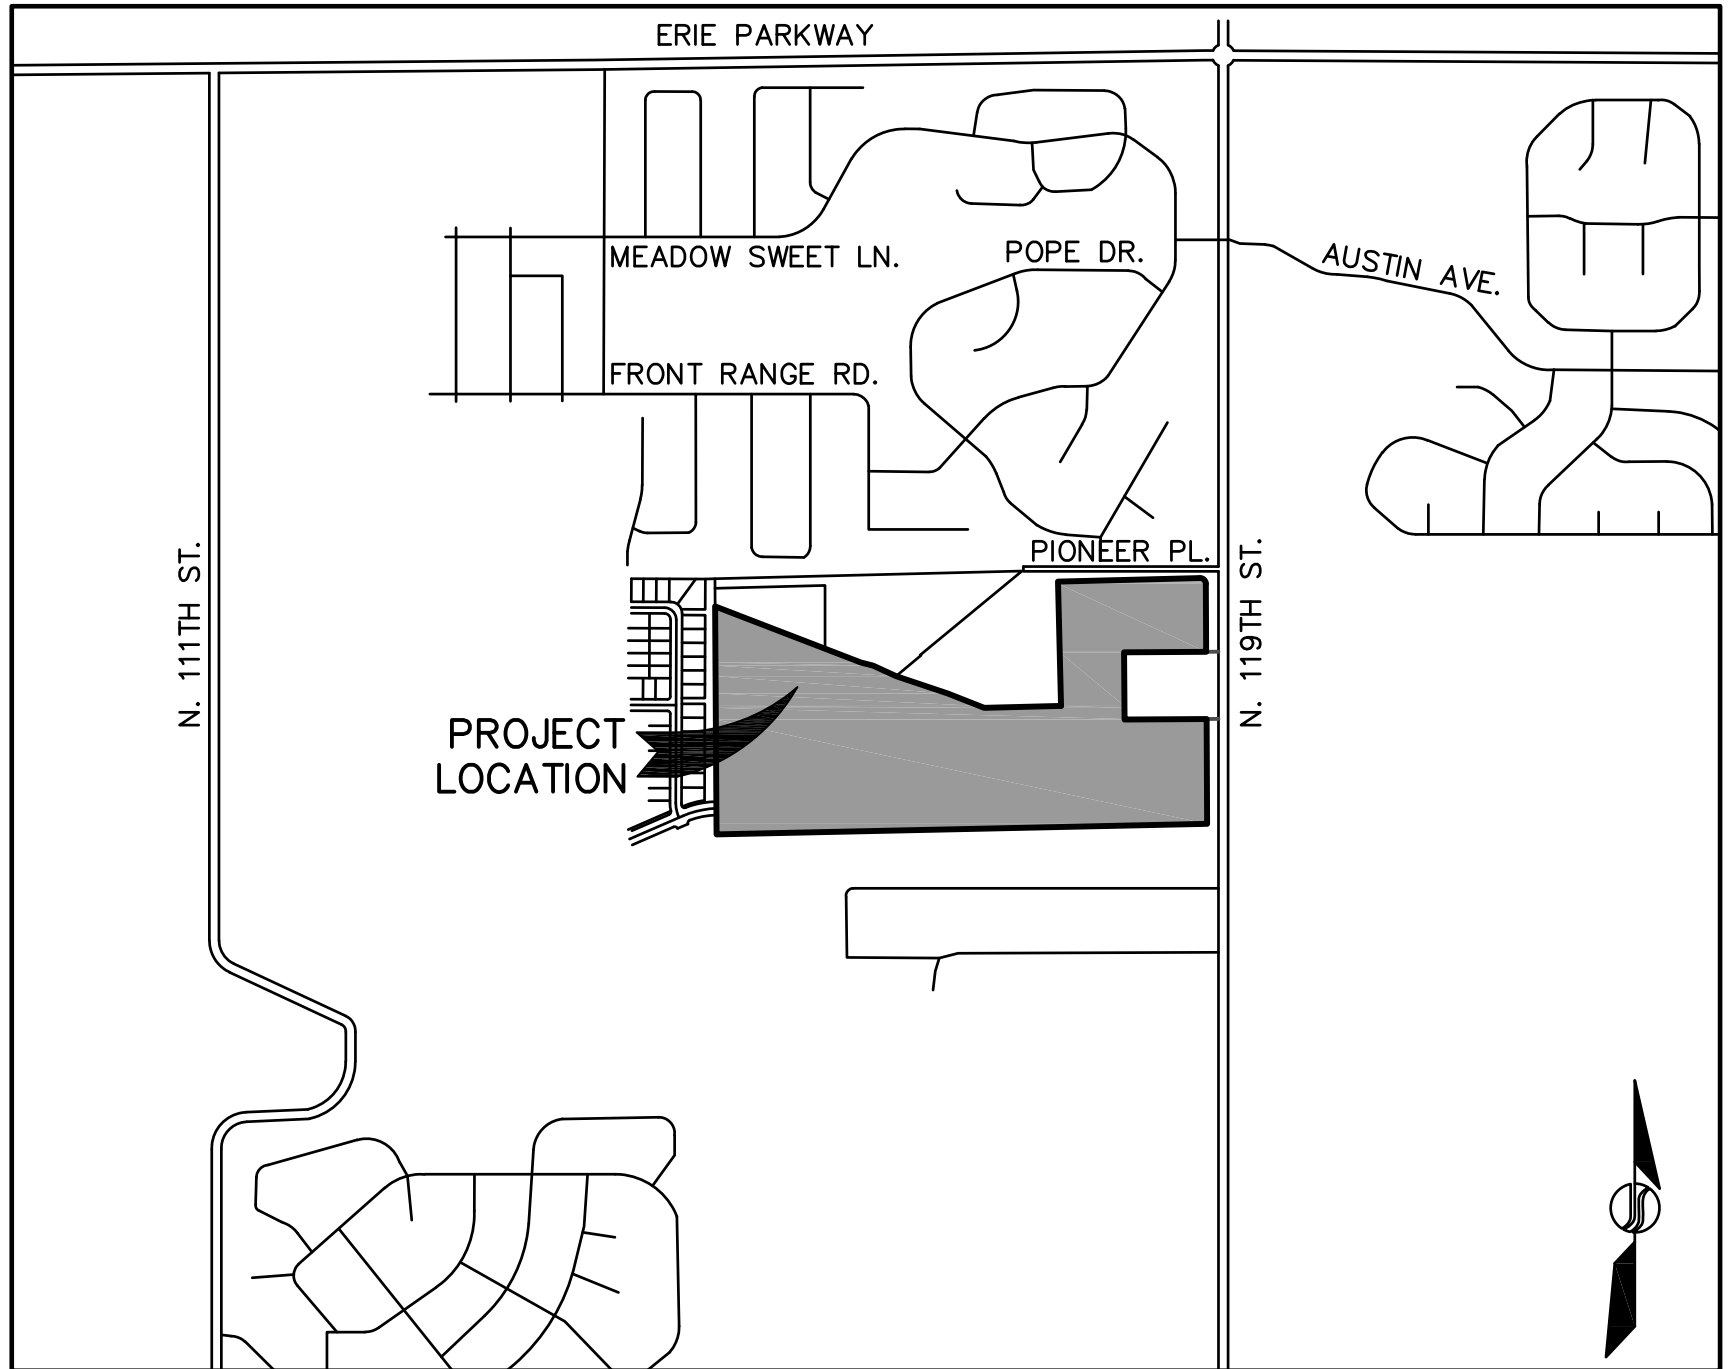 ERIE PARKWAY
MEADOW SWEET LN.
POPE DR.
AUSTIN AVE.
FRONT RANGE RD.
PIONEER PL.
N. 111TH ST.
N. 119TH ST.
PROJECT
LOCATION